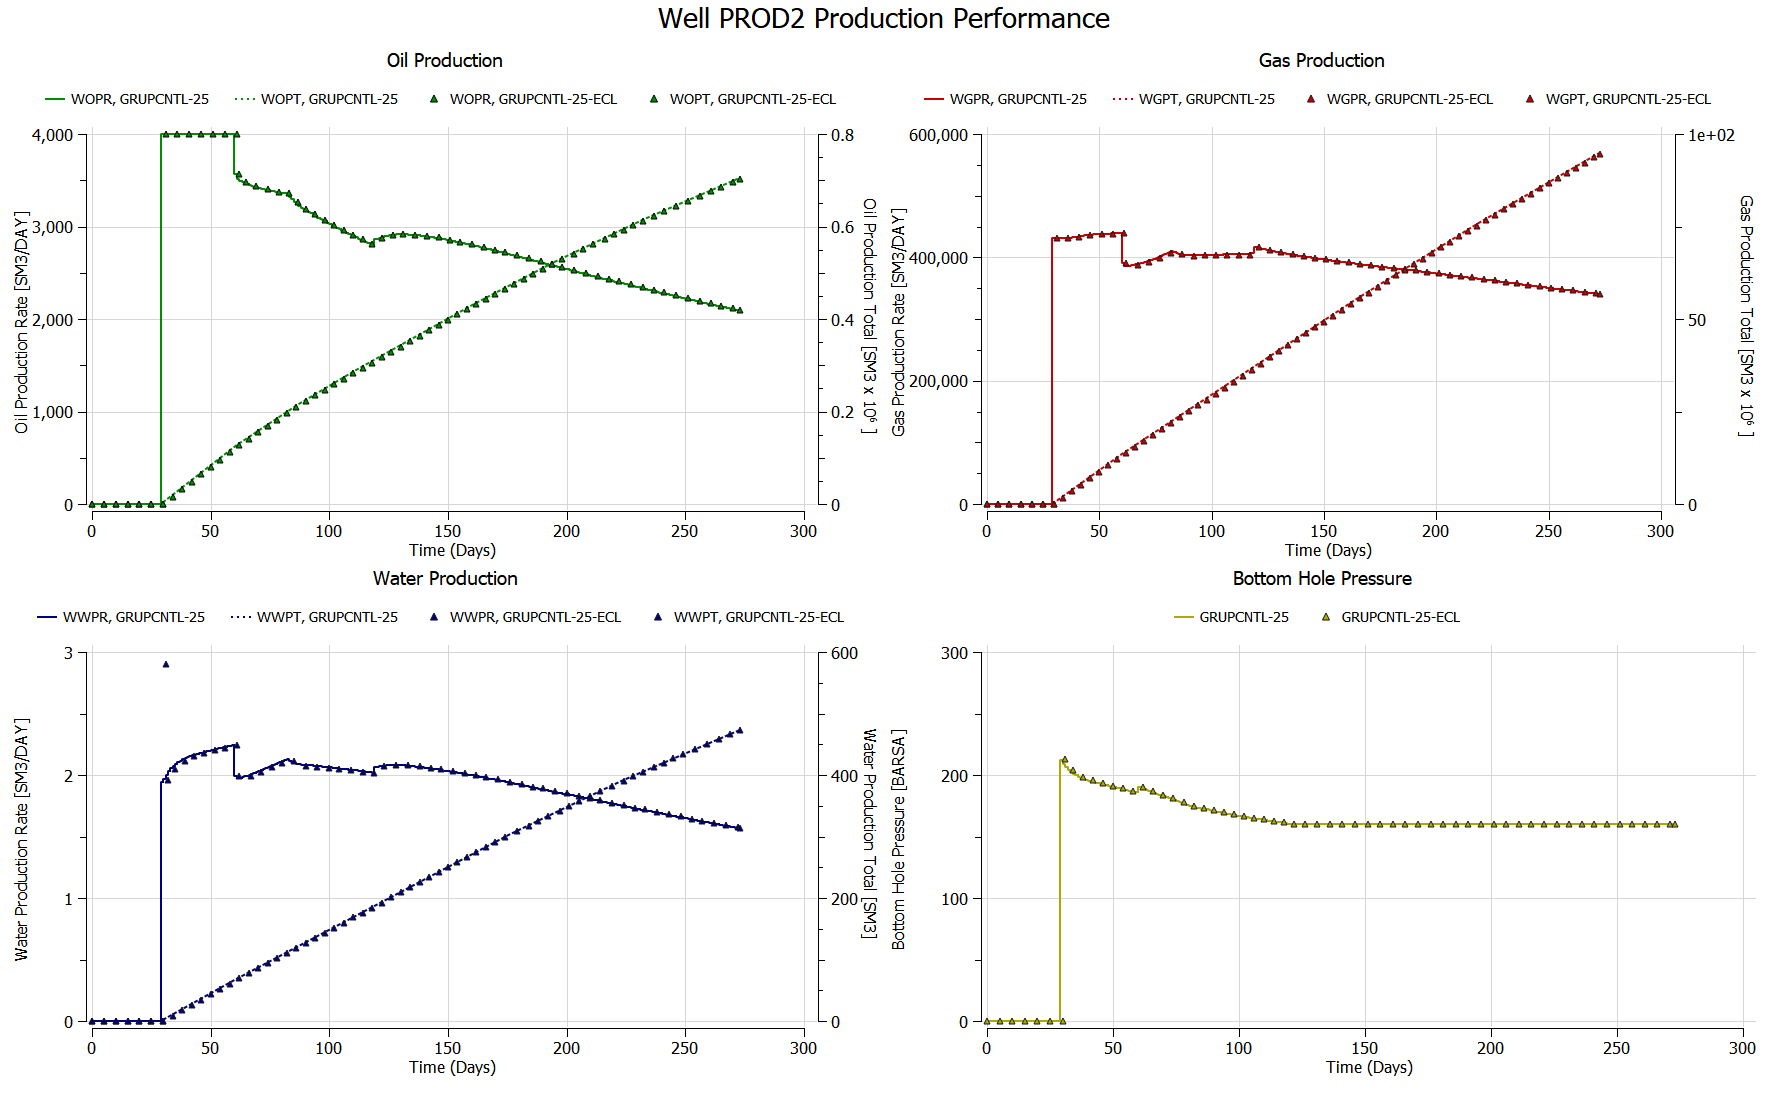 Well PROD2 Production Performance
Oil Production
WOPR, GRUPCNTL-25
WOPT, GRUPCNTL-25
WOPR, GRUPCNTL-25-ECL
WOPT, GRUPCNTL-25-ECL
Oil Production Rate [SM3/DAY]
4,000
3,000
2,000
1,000
0
Oil Production Total [SM3 x 10⁶ ]
0.8
0.6
0.4
0.2
0
0 50 100 150 200 250 300
Time (Days)
Gas Production
WGPR, GRUPCNTL-25
WGPT, GRUPCNTL-25
WGPR, GRUPCNTL-25-ECL
WGPT, GRUPCNTL-25-ECL
Gas Production Rate [SM3/DAY]
600,000
400,000
200,000
0
Gas Production Total [SM3 x 10⁶ ]
1e+02
50
0
0 50 100 150 200 250 300
Time (Days)
Water Production
WWPR, GRUPCNTL-25
WWPT, GRUPCNTL-25
WWPR, GRUPCNTL-25-ECL
WWPT, GRUPCNTL-25-ECL
Water Production Rate [SM3/DAY]
3
2
1
0
Water Production Total [SM3]
600
400
200
0
0 50 100 150 200 250 300
Time (Days)
Bottom Hole Pressure
GRUPCNTL-25
GRUPCNTL-25-ECL
Bottom Hole Pressure [BARSA]
300
200
100
0
0 50 100 150 200 250 300
Time (Days)